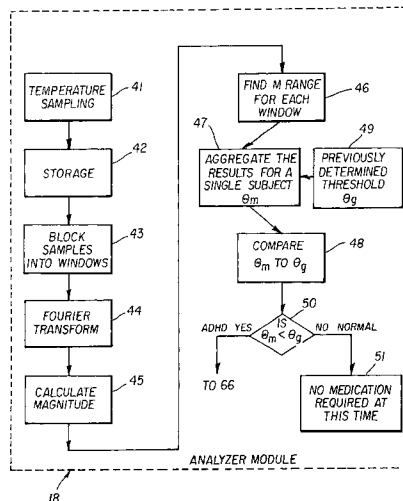 TEMPERATURE
SAMPLING
41
STORAGE
42
BLOCK
SAMPLES
INTO WINDOWS
43
FOURIER
TRANSFORM
44
CALCULATE
MAGNITUDE
45
FIND M RANGE
FOR EACH
WINDOW
46
47
AGGREGATE THE
RESULTS FOR A
SINGLE SUBJECT θm
49
PREVIOUSLY
DETERMINED
THRESHOLD
θg
COMPARE
θm TO θg
48
50
IS
θm < θg
ADHD YES
NO NORMAL
TO 66
51
NO MEDICATION
REQUIRED AT
THIS TIME
ANALYZER MODULE
18